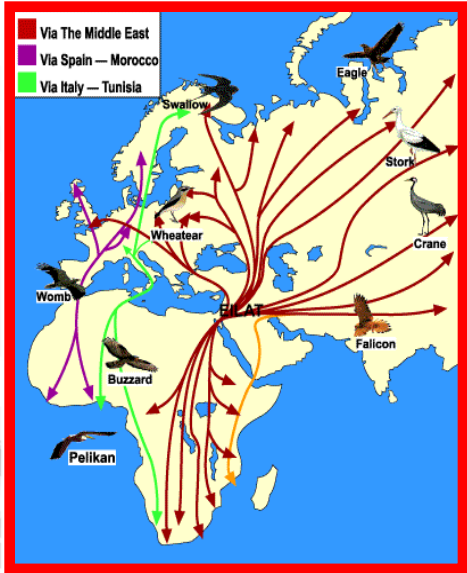 Via The Middle East
Via Spain — Morocco
Via Italy — Tunisia
Eagle
Swallow
Stork
Wheatear
Crane
Womb
EILAT
Falicon
Buzzard
Pelikan